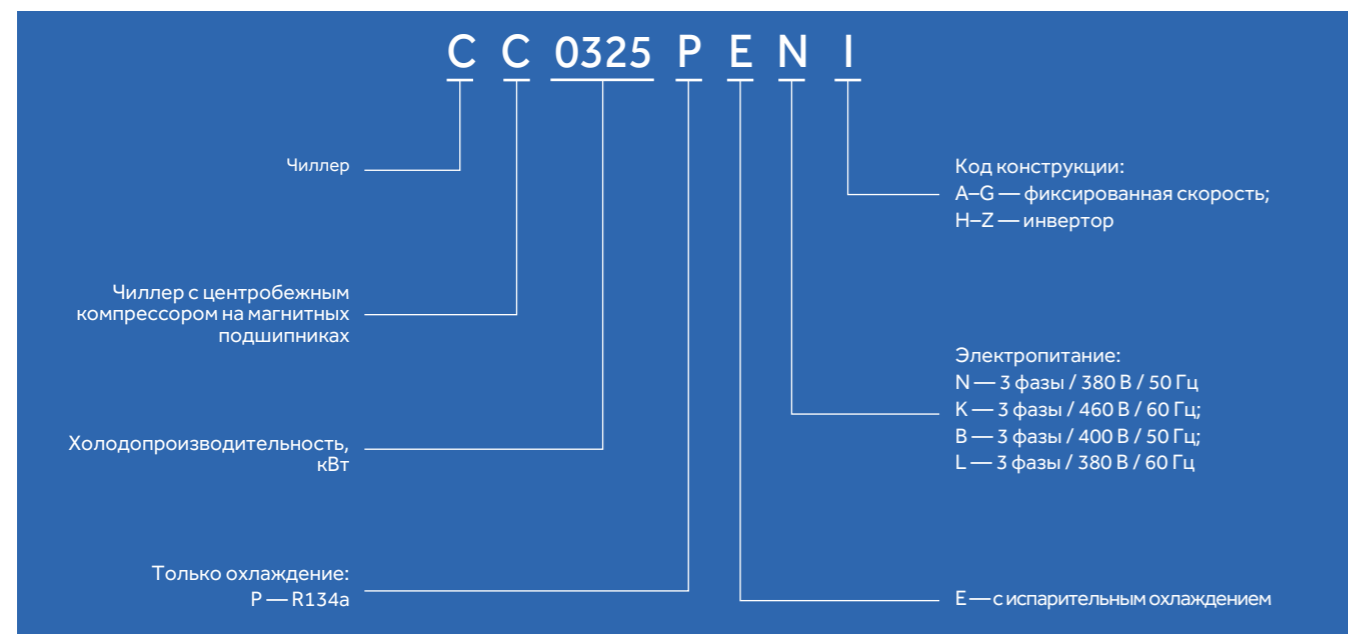 C C 0325 P E N I
Чиллер
Чиллер с центробежным
компрессором на магнитных
подшипниках
Холодопроизводительность,
кВт
Только охлаждение:
P — R134a
Код конструкции:
A–G — фиксированная скорость;
H–Z — инвертор
Электропитание:
N — 3 фазы / 380 В / 50 Гц
K — 3 фазы / 460 В / 60 Гц;
B — 3 фазы / 400 В / 50 Гц;
L — 3 фазы / 380 В / 60 Гц
E — с испарительным охлаждением